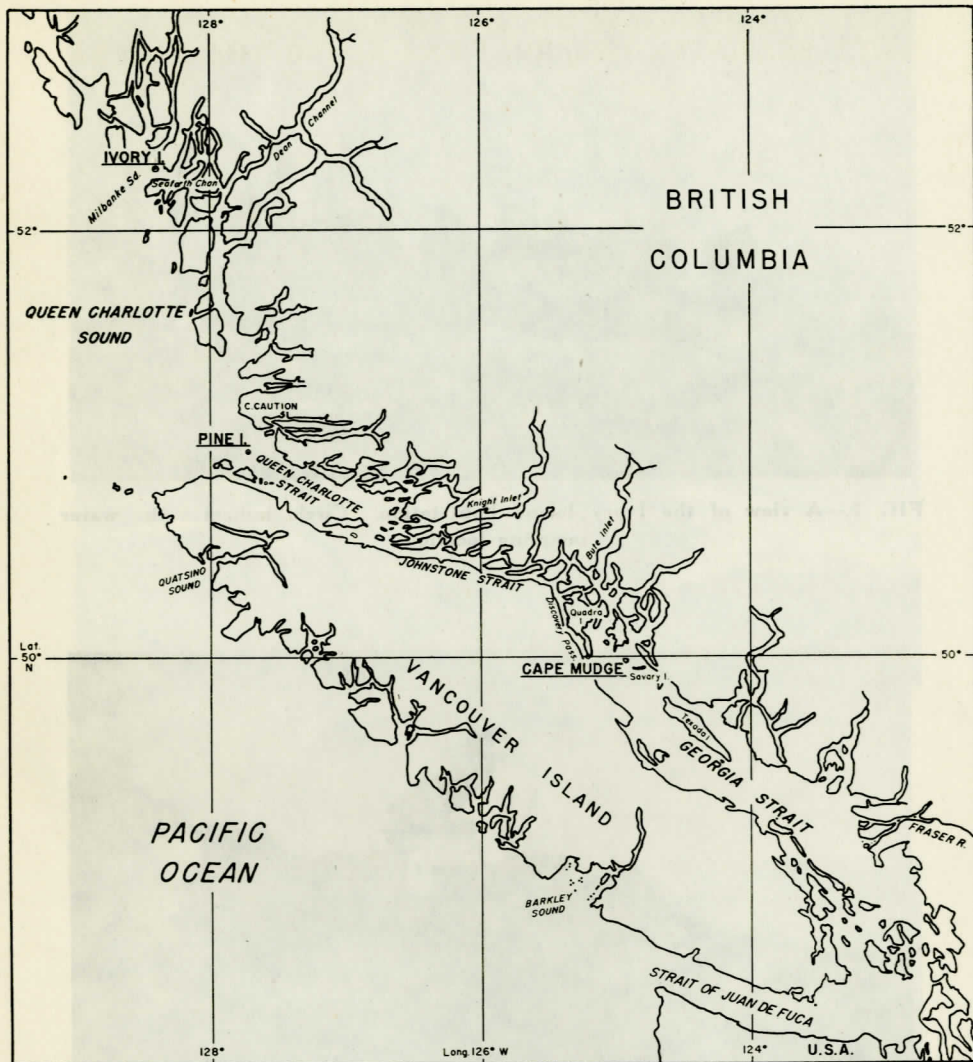 128°
126°
124°
Dean Channel
IVORY I.
Seaforth Chan
Milbanke Sd.
BRITISH
COLUMBIA
52°
52°
QUEEN CHARLOTTE
SOUND
C. CAUTION
PINE I.
QUEEN CHARLOTTE
STRAIT
Knight Inlet
Bute Inlet
QUATSINO
SOUND
JOHNSTONE STRAIT
Discovery Pass.
Quadra
I.
Lat.
N
50°
50°
CAPE MUDGE
Savary I.
VANCOUVER
ISLAND
Texada I.
GEORGIA STRAIT
FRASER R.
PACIFIC
OCEAN
BARKLEY
SOUND
STRAIT OF JUAN DE FUCA
128°
Long. 126° W
124°
U.S.A.